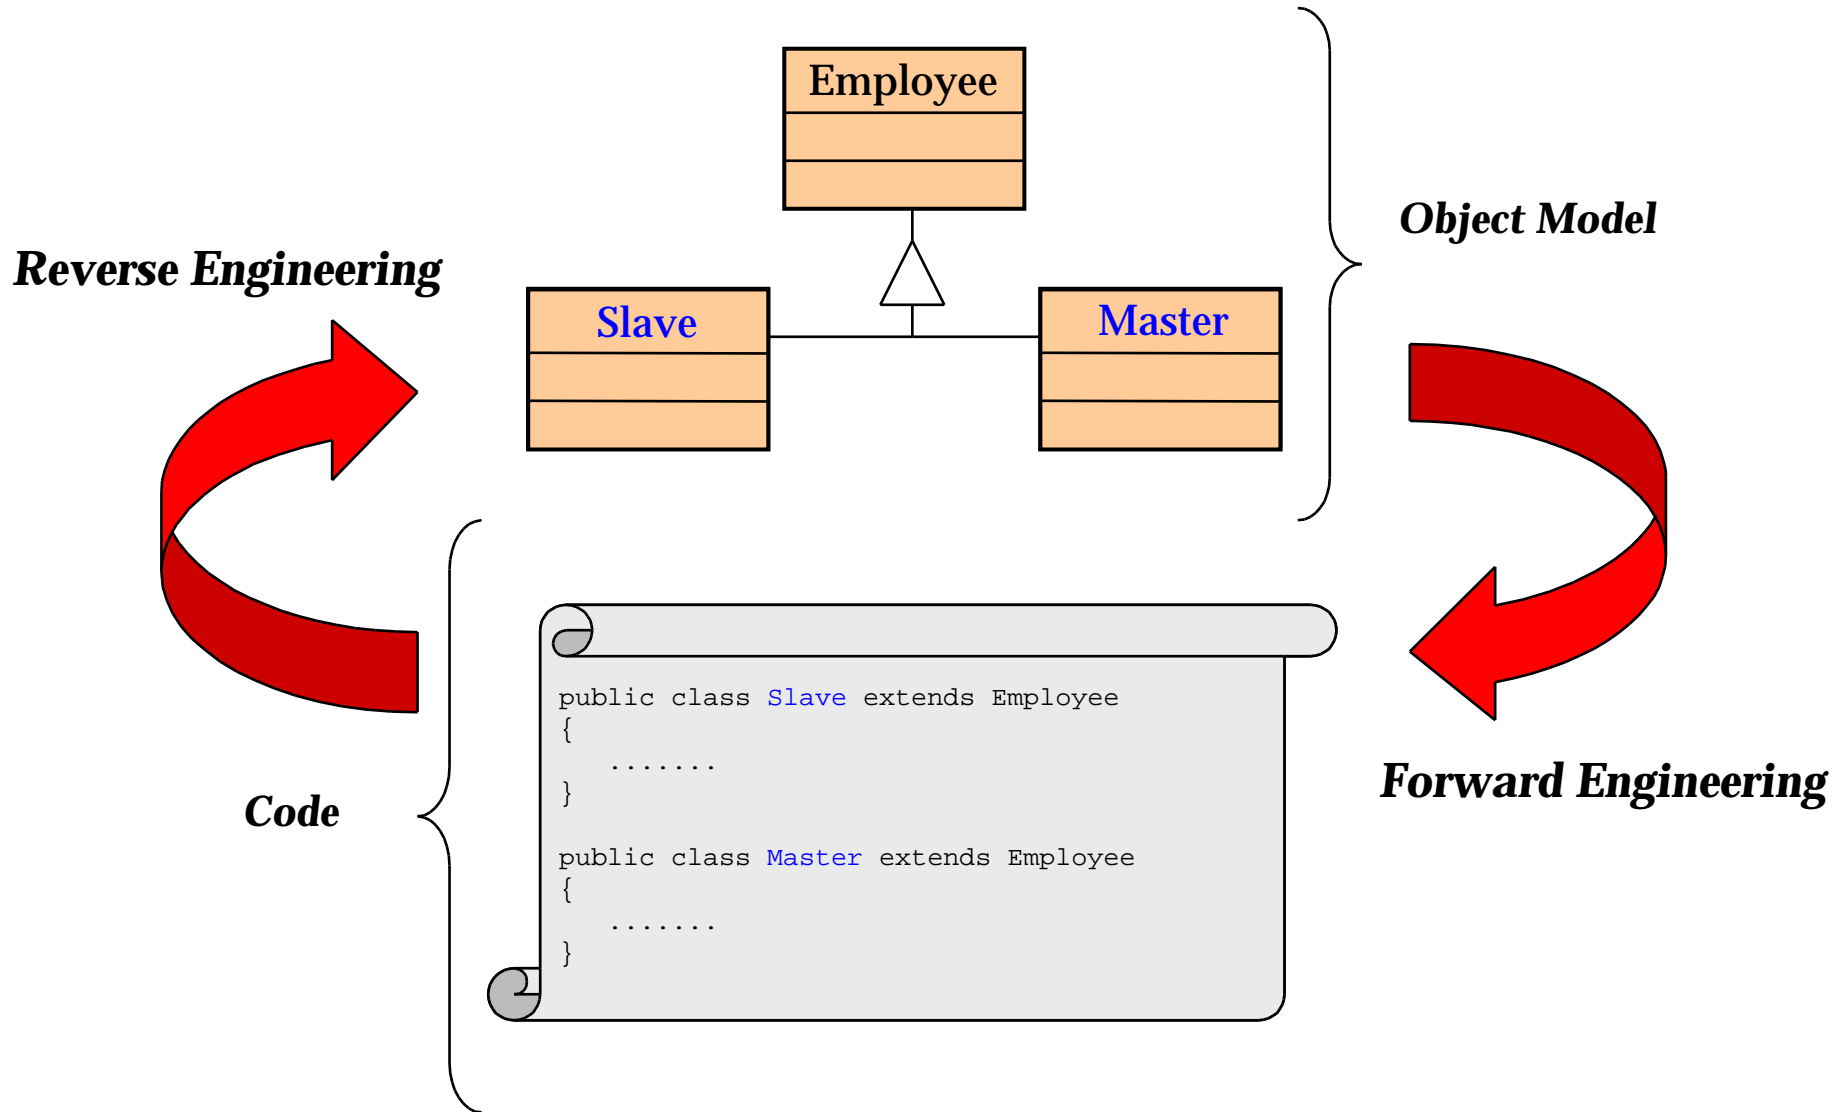 Employee
Object Model
Reverse Engineering
Slave
Master
public class Slave extends Employee
{
.......
}
Forward Engineering
Code
public class Master extends Employee
{
.......
}